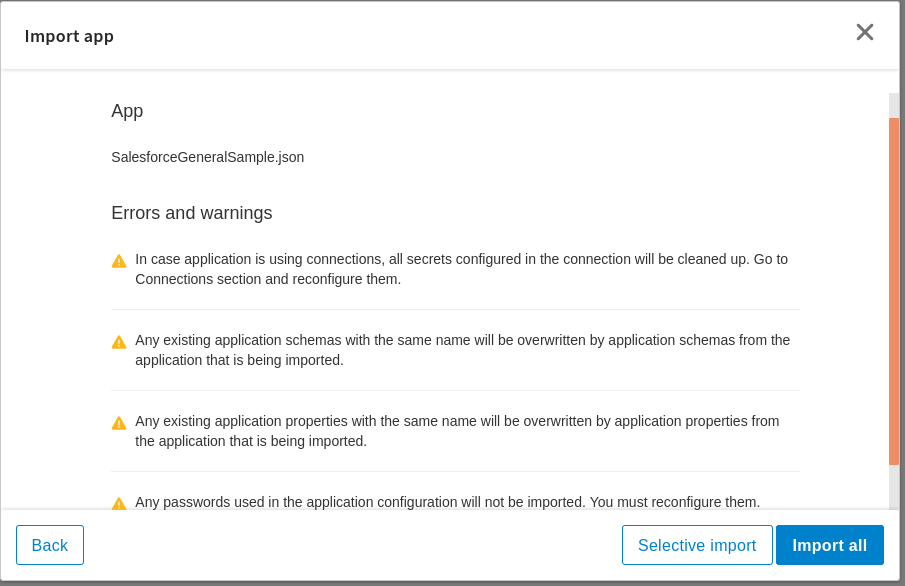 Import app
App
SalesforceGeneralSample.json
Errors and warnings
In case application is using connections, all secrets configured in the connection will be cleaned up. Go to
Connections section and reconfigure them.
Any existing application schemas with the same name will be overwritten by application schemas from the
application that is being imported.
Any existing application properties with the same name will be overwritten by application properties from
the application that is being imported.
Any passwords used in the application configuration will not be imported. You must reconfigure them.
Back
Selective import
Import all